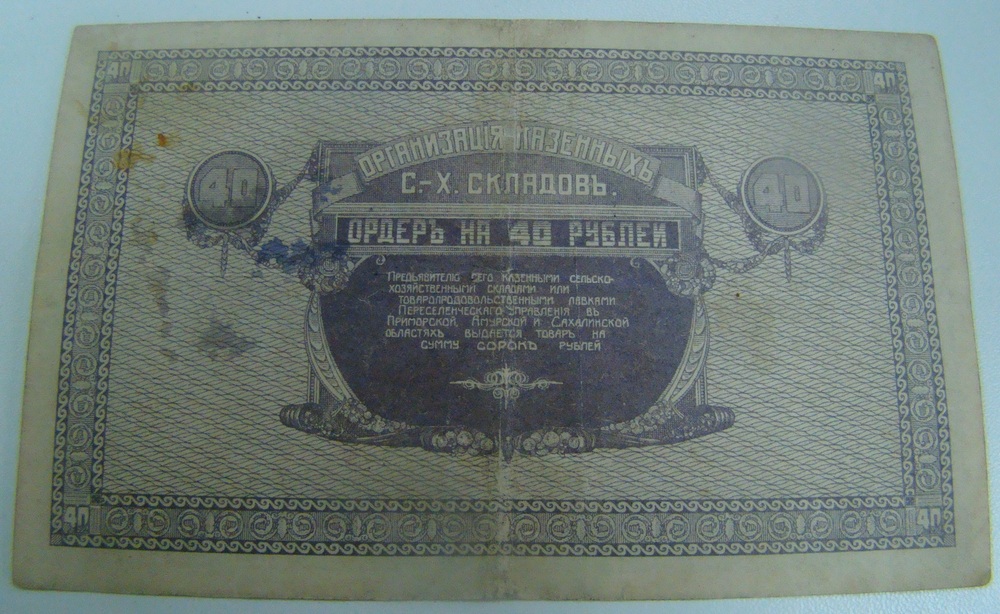 40 40
ОРГАНИЗАЦІЯ КАЗЕННЫХЪ
С.-Х. СКЛАДОВЪ.
40 40
ОРДЕРЪ НА 40 РУБЛЕЙ
ПРЕДЪЯВИТЕЛЮ СЕГО КАЗЕННЫМИ СЕЛЬСКО-
ХОЗЯЙСТВЕННЫМИ СКЛАДАМИ ИЛИ
ТОВАРОПРОДОВОЛЬСТВЕННЫМИ ЛАВКАМИ
ПЕРЕСЕЛЕНЧЕСКАГО УПРАВЛЕНІЯ ВЪ
ПРИМОРСКОЙ, АМУРСКОЙ И САХАЛИНСКОЙ
ОБЛАСТЯХЪ ВЫДАЕТСЯ ТОВАРЪ НА
СУММУ СОРОКЪ РУБЛЕЙ
40 40